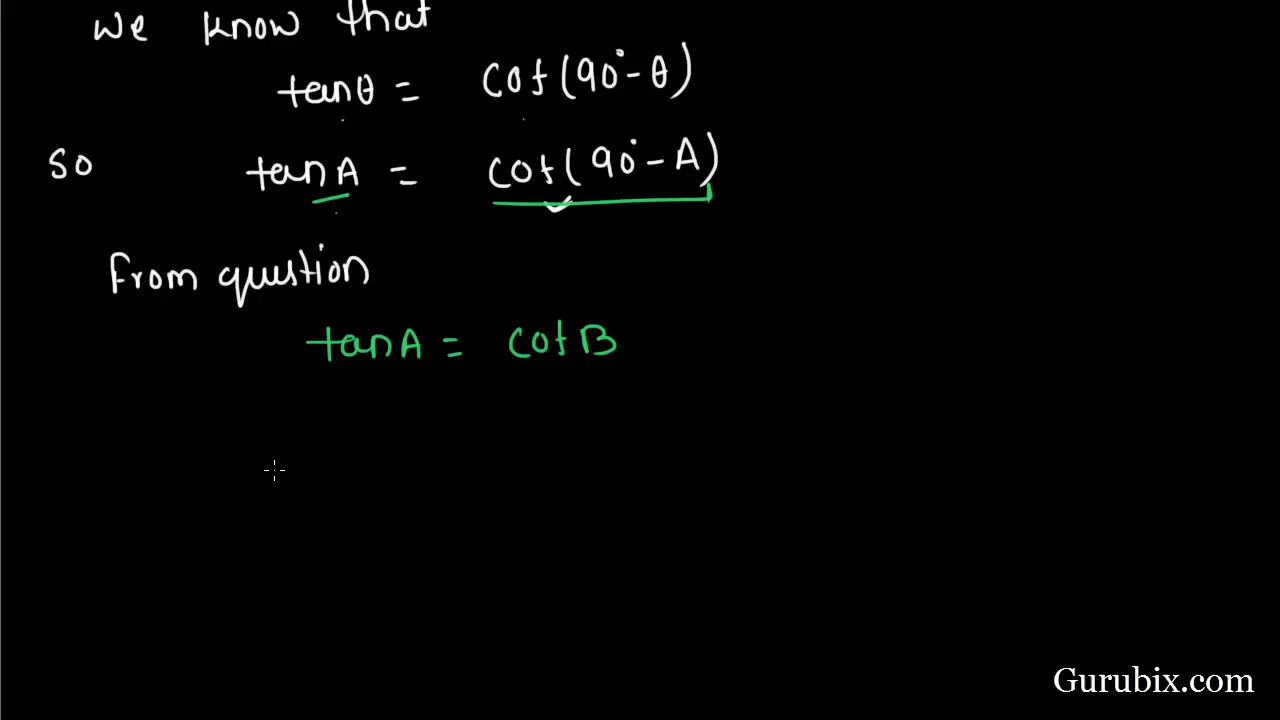 We know that
tanθ = cot(90° - θ)
So tanA = cot(90° - A)
From question
tanA = cotB
Gurubix.com